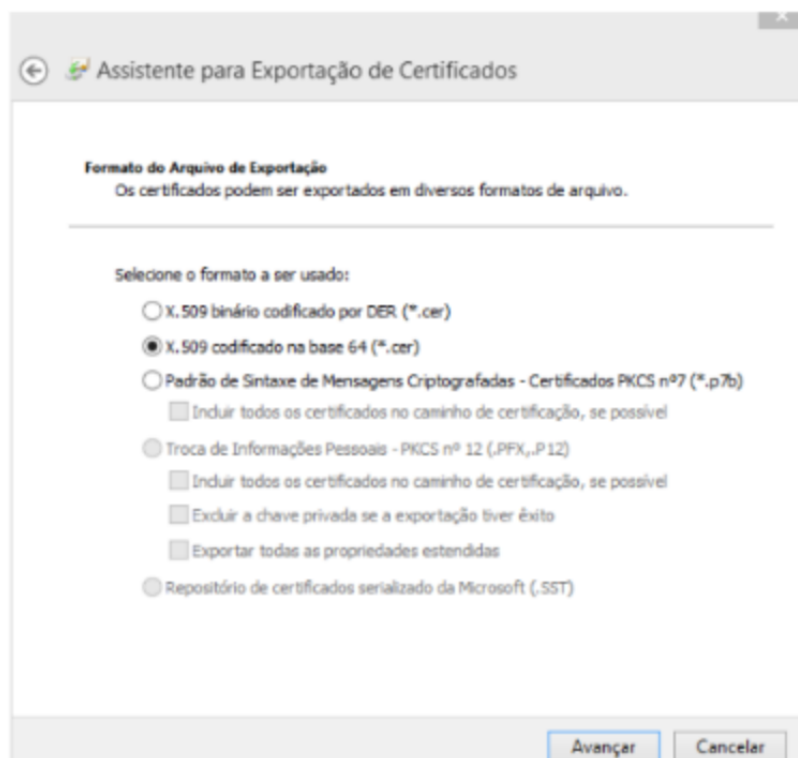 Assistente para Exportação de Certificados
Formato do Arquivo de Exportação
Os certificados podem ser exportados em diversos formatos de arquivo.
Selecione o formato a ser usado:
X.509 binário codificado por DER (*.cer)
X.509 codificado na base 64 (*.cer)
Padrão de Sintaxe de Mensagens Criptografadas - Certificados PKCS nº7 (*.p7b)
Incluir todos os certificados no caminho de certificação, se possível
Troca de Informações Pessoais - PKCS nº 12 (.PFX,.P12)
Incluir todos os certificados no caminho de certificação, se possível
Excluir a chave privada se a exportação tiver êxito
Exportar todas as propriedades estendidas
Repositório de certificados serializado da Microsoft (.SST)
Avançar Cancelar